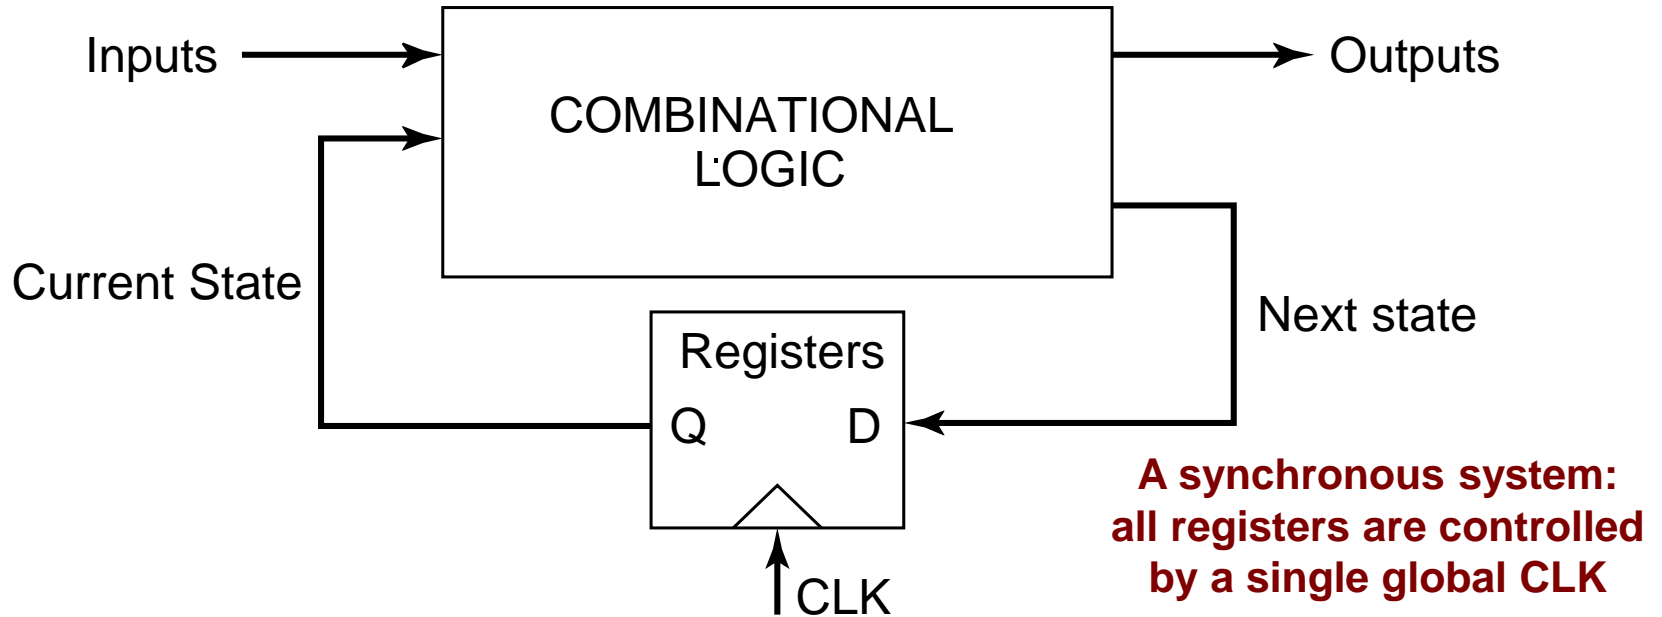 Inputs
Outputs
COMBINATIONAL
LOGIC
Current State
Next state
Registers
Q
D
CLK
A synchronous system:
all registers are controlled
by a single global CLK